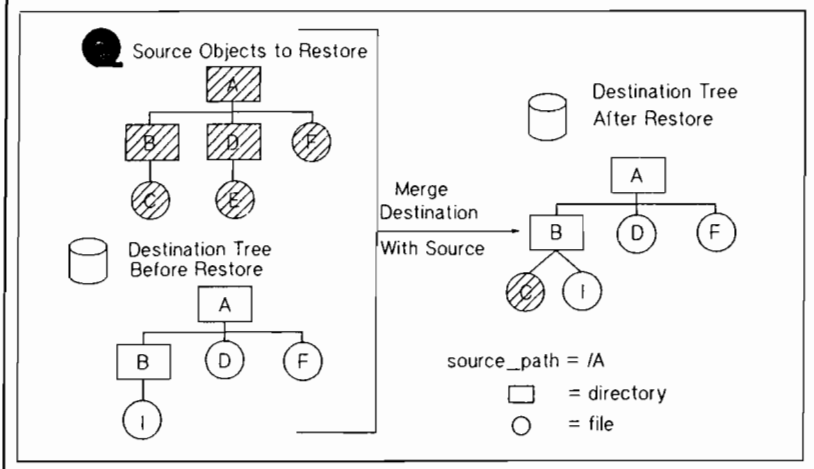 Source Objects to Restore
A
B D F
C E
Destination Tree
Before Restore
A
B D F
I
Merge
Destination
With Source
Destination Tree
After Restore
A
B D F
C I
source_path = /A
= directory
= file